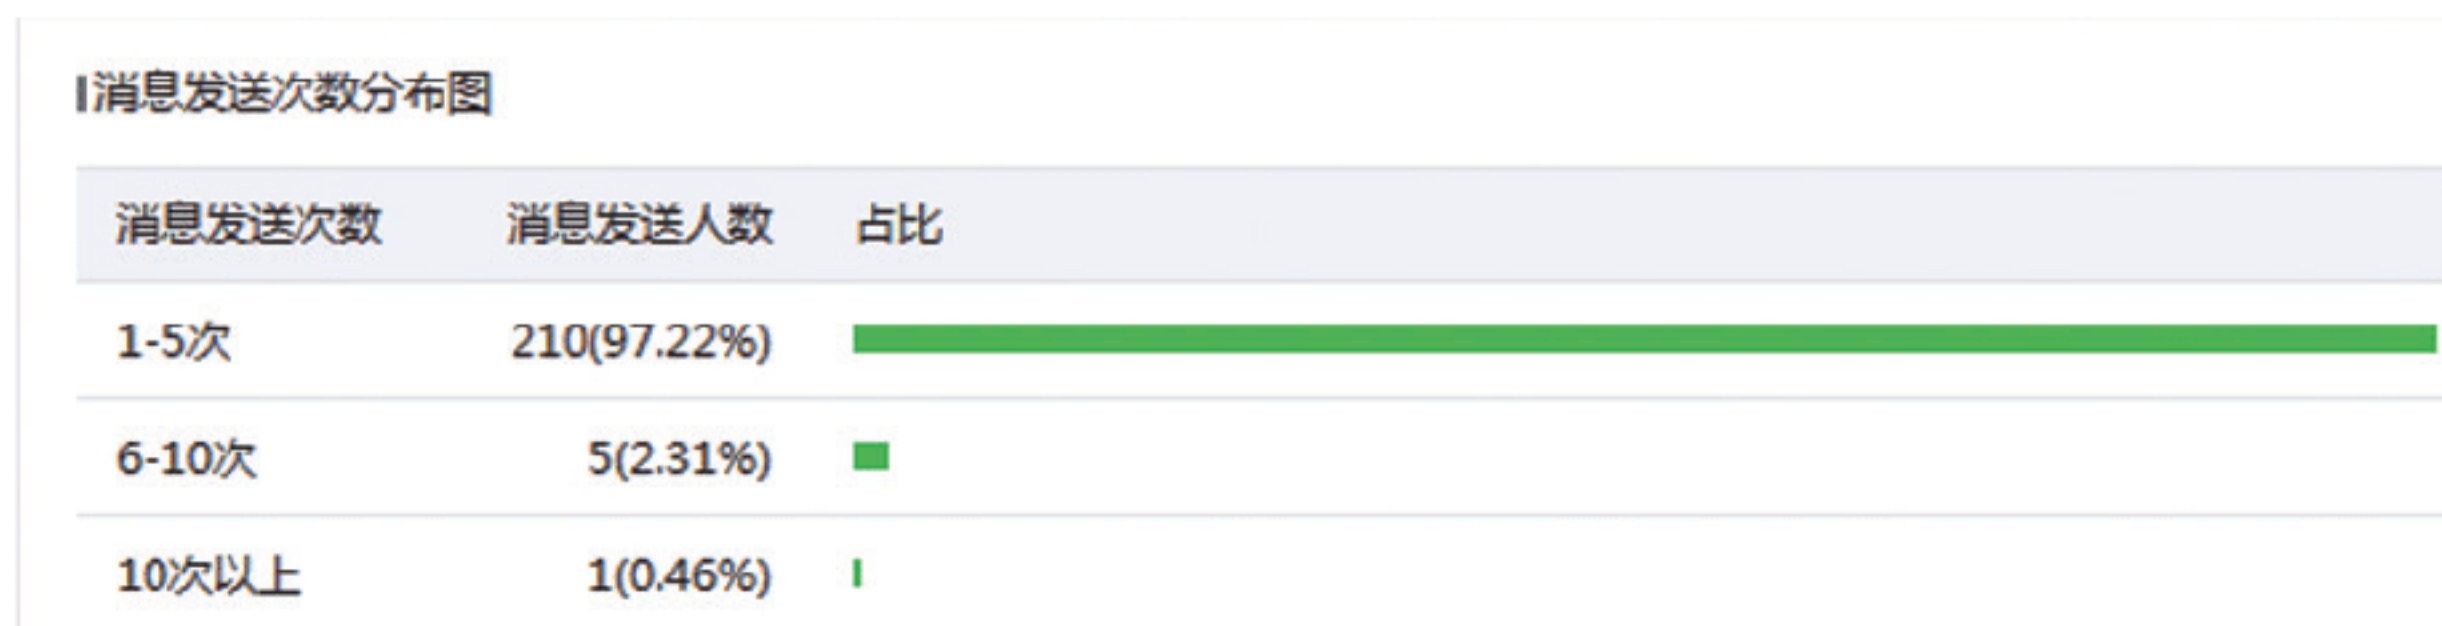 消息发送次数分布图
消息发送次数 消息发送人数 占比
1-5次 210(97.22%)
6-10次 5(2.31%)
10次以上 1(0.46%)